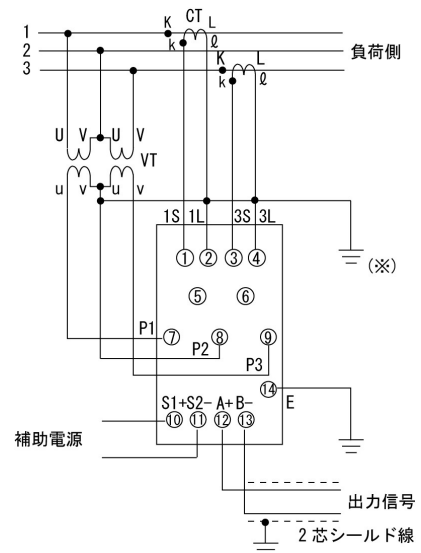 CT
K L
1
2
k ℓ
負荷側
K L
3
k ℓ
U V U V
VT
u v u v
1S 1L 3S 3L
① ② ③ ④
(※)
⑤ ⑥
P1 ⑦ ⑧ ⑨
P2
P3
⑭ E
S1+ S2- A+ B-
⑩ ⑪ ⑫ ⑬
補助電源
出力信号
2芯シールド線